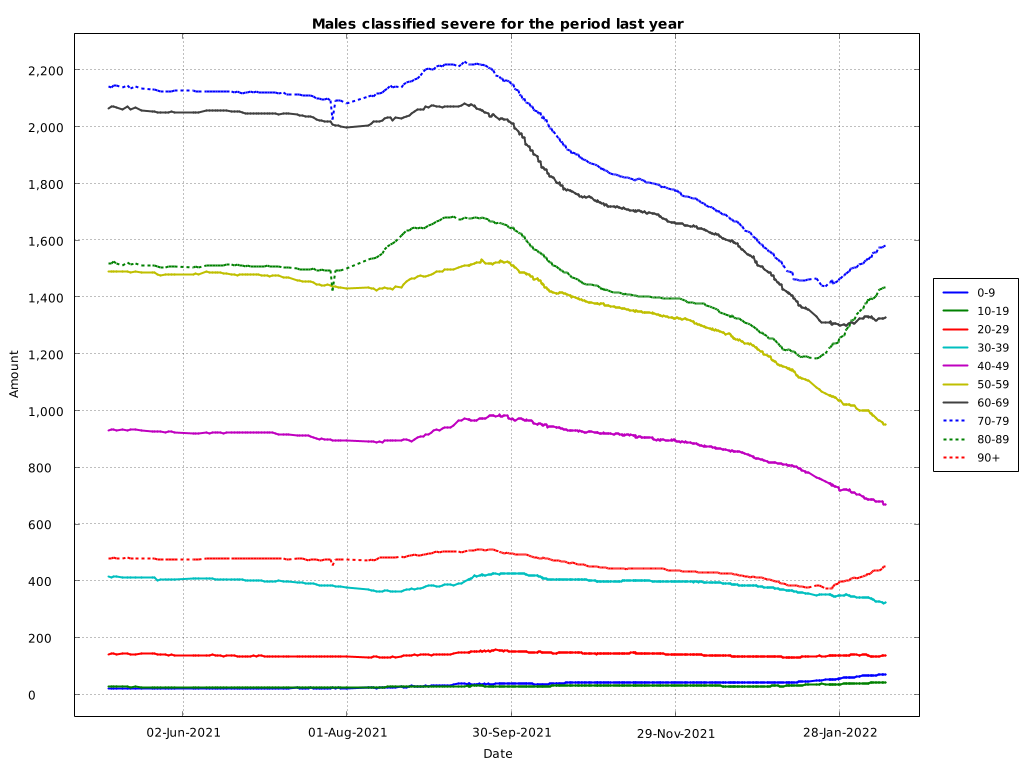 Males classified severe for the period last year
2,200
2,000
1,800
1,600
1,400
1,200
1,000
800
600
400
200
0
Amount
02-Jun-2021
01-Aug-2021
30-Sep-2021
29-Nov-2021
28-Jan-2022
Date
0-9
10-19
20-29
30-39
40-49
50-59
60-69
70-79
80-89
90+